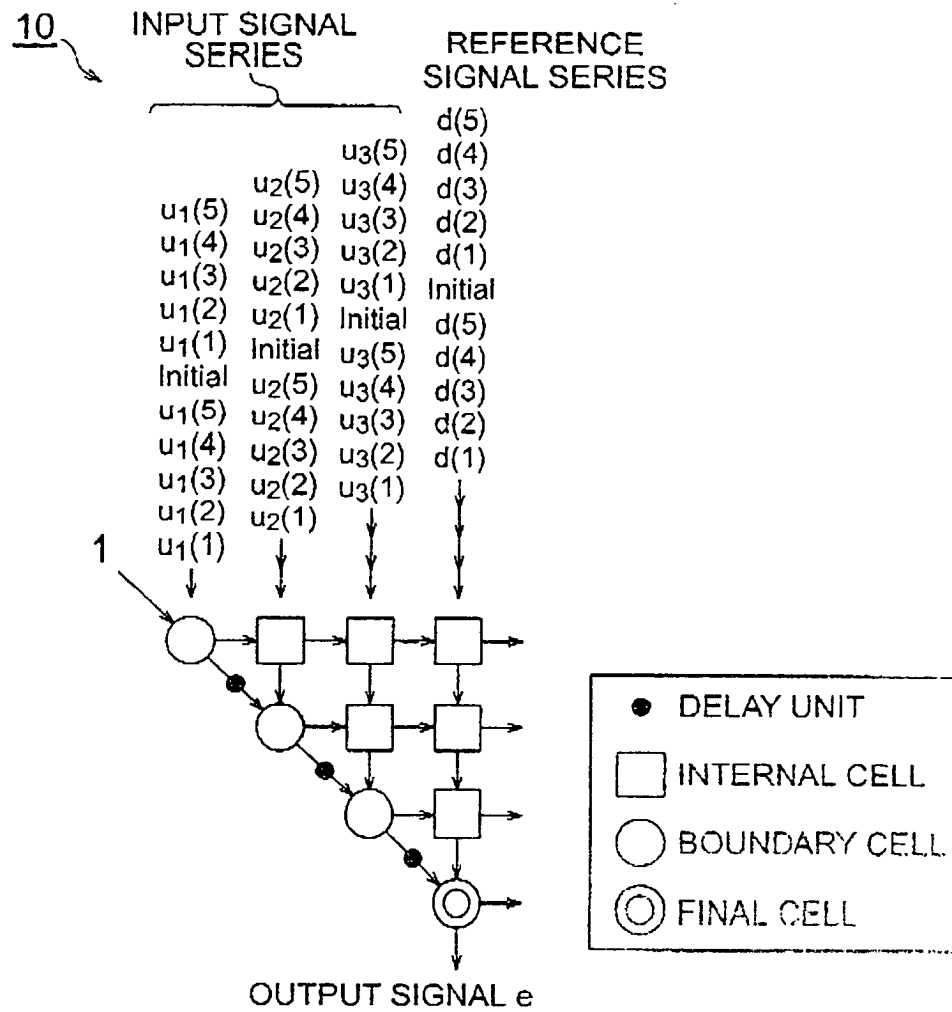 10
INPUT SIGNAL
SERIES
REFERENCE
SIGNAL SERIES
u1(5)
u1(4)
u1(3)
u1(2)
u1(1)
Initial
u1(5)
u1(4)
u1(3)
u1(2)
u1(1)
u2(5)
u2(4)
u2(3)
u2(2)
u2(1)
Initial
u2(5)
u2(4)
u2(3)
u2(2)
u2(1)
u3(5)
u3(4)
u3(3)
u3(2)
u3(1)
Initial
u3(5)
u3(4)
u3(3)
u3(2)
u3(1)
d(5)
d(4)
d(3)
d(2)
d(1)
Initial
d(5)
d(4)
d(3)
d(2)
d(1)
1
DELAY UNIT
INTERNAL CELL
BOUNDARY CELL
FINAL CELL
OUTPUT SIGNAL e